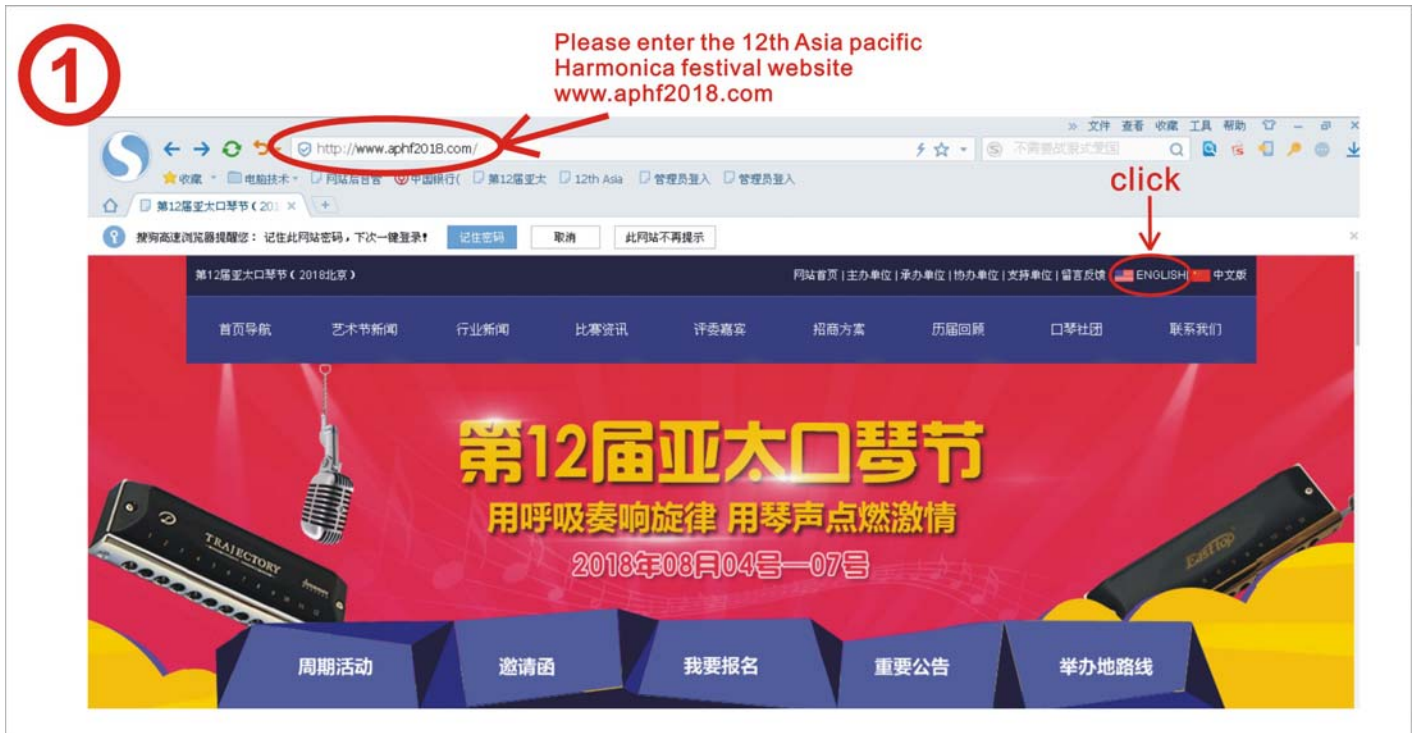 1
Please enter the 12th Asia pacific
Harmonica festival website
www.aphf2018.com
» 文件 查看 收藏 工具 帮助
http://www.aphf2018.com/
收藏 电脑技术 网站后台客 中国银行( 第12届亚太 12th Asia 管理员登入 管理员登入
click
第12届亚太口琴节(201
搜狗高速浏览器提醒您:记住此网站密码,下次一键登录! 记住密码 取消 此网站不再提示
第12届亚太口琴节(2018北京) 网站首页|主办单位|承办单位|协办单位|支持单位|留言反馈 ENGLISH| 中文版
首页导航 艺术节新闻 行业新闻 比赛资讯 评委嘉宾 招商方案 历届回顾 口琴社团 联系我们
第12届亚太口琴节
用呼吸奏响旋律 用琴声点燃激情
2018年08月04号—07号
TRAJECTORY
EastTop
周期活动 邀请函 我要报名 重要公告 举办地路线